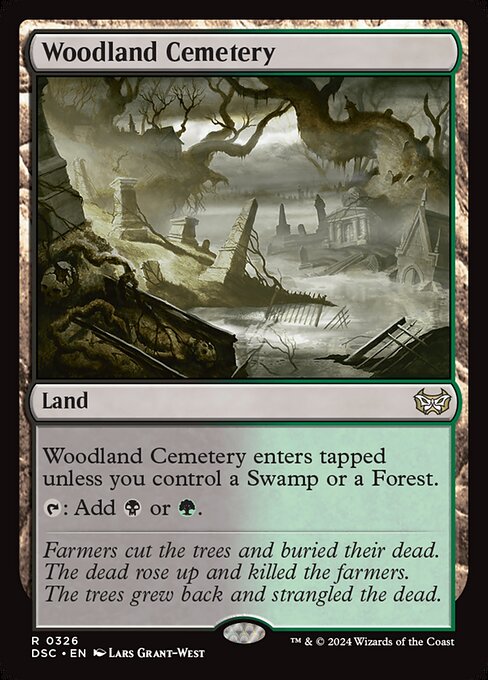 Woodland Cemetery
Land
Woodland Cemetery enters tapped
unless you control a Swamp or a Forest.
: Add or .
Farmers cut the trees and buried their dead.
The dead rose up and killed the farmers.
The trees grew back and strangled the dead.
R 0326
DSC • EN Lars Grant-West
™ & © 2024 Wizards of the Coast